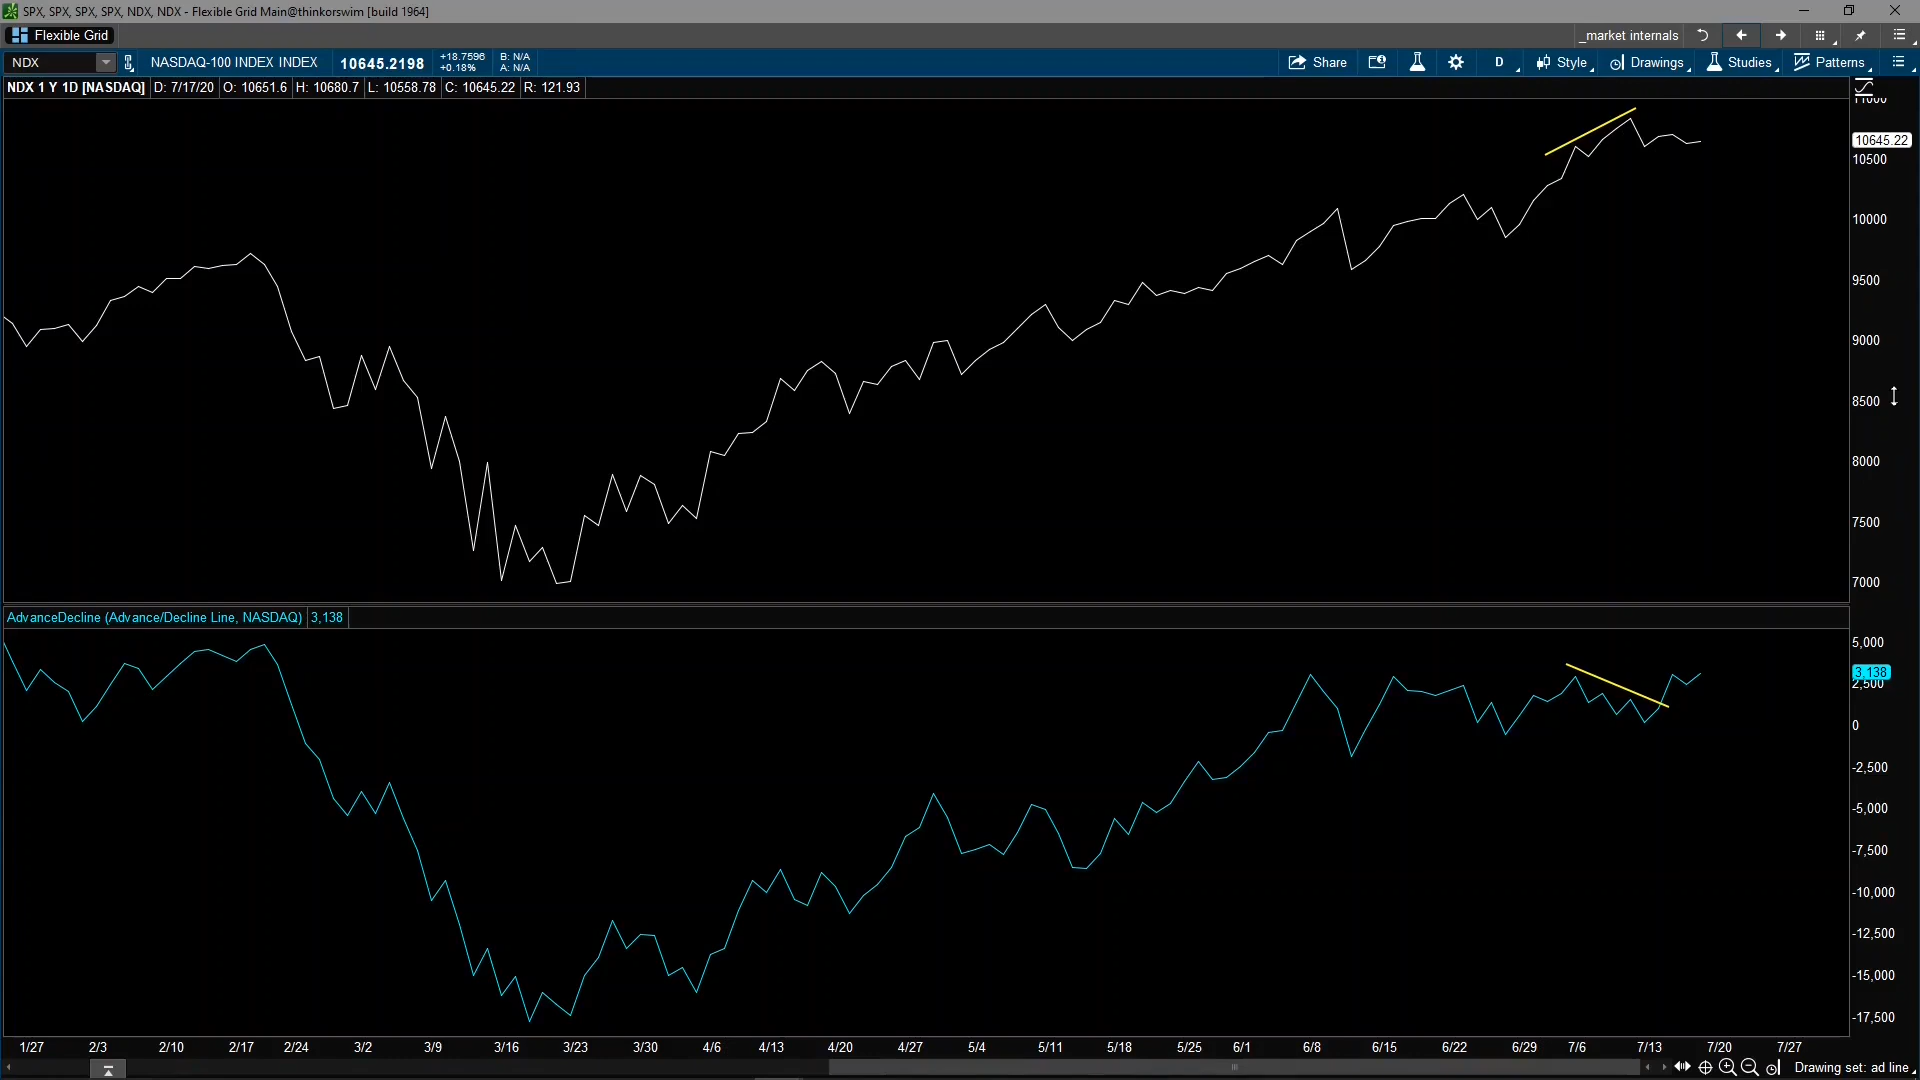 SPX, SPX, SPX, SPX, NDX, NDX - Flexible Grid Main@thinkorswim [build 1964]
Flexible Grid
_market internals
NDX
NASDAQ-100 INDEX INDEX
10645.2198
+18.7596
+0.18%
B: N/A
A: N/A
Share
D
Style
Drawings
Studies
Patterns
NDX 1 Y 1D [NASDAQ] D: 7/17/20 O: 10651.6 H: 10680.7 L: 10558.78 C: 10645.22 R: 121.93
11000
10645.22
10500
10000
9500
9000
8500
8000
7500
7000
AdvanceDecline (Advance/Decline Line, NASDAQ) 3,138
5,000
3,138
2,500
0
-2,500
-5,000
-7,500
-10,000
-12,500
-15,000
-17,500
1/27 2/3 2/10 2/17 2/24 3/2 3/9 3/16 3/23 3/30 4/6 4/13 4/20 4/27 5/4 5/11 5/18 5/25 6/1 6/8 6/15 6/22 6/29 7/6 7/13 7/20 7/27
Drawing set: ad line